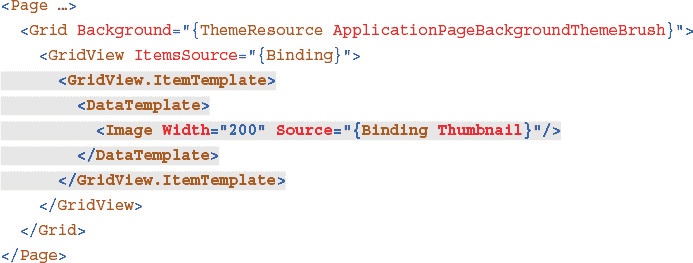 <Page …>
<Grid Background="{ThemeResource ApplicationPageBackgroundThemeBrush}">
<GridView ItemsSource="{Binding}">
<GridView.ItemTemplate>
<DataTemplate>
<Image Width="200" Source="{Binding Thumbnail}"/>
</DataTemplate>
</GridView.ItemTemplate>
</GridView>
</Grid>
</Page>